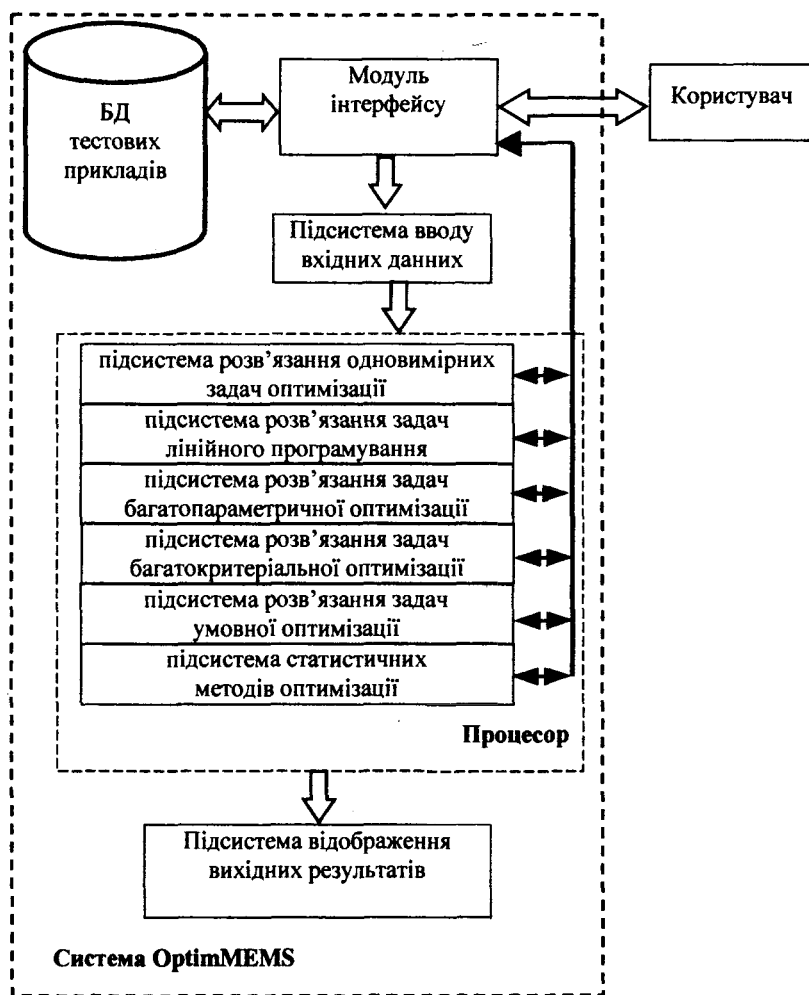 БД
тестових
прикладів
Модуль
інтерфейсу
Користувач
Підсистема вводу
вхідних данних
підсистема розв’язання одновимірних
задач оптимізації
підсистема розв’язання задач
лінійного програмування
підсистема розв’язання задач
багатопараметричної оптимізації
підсистема розв’язання задач
багатокритеріальної оптимізації
підсистема розв’язання задач
умовної оптимізації
підсистема статистичних
методів оптимізації
Процесор
Підсистема відображення
вихідних результатів
Система OptimMEMS